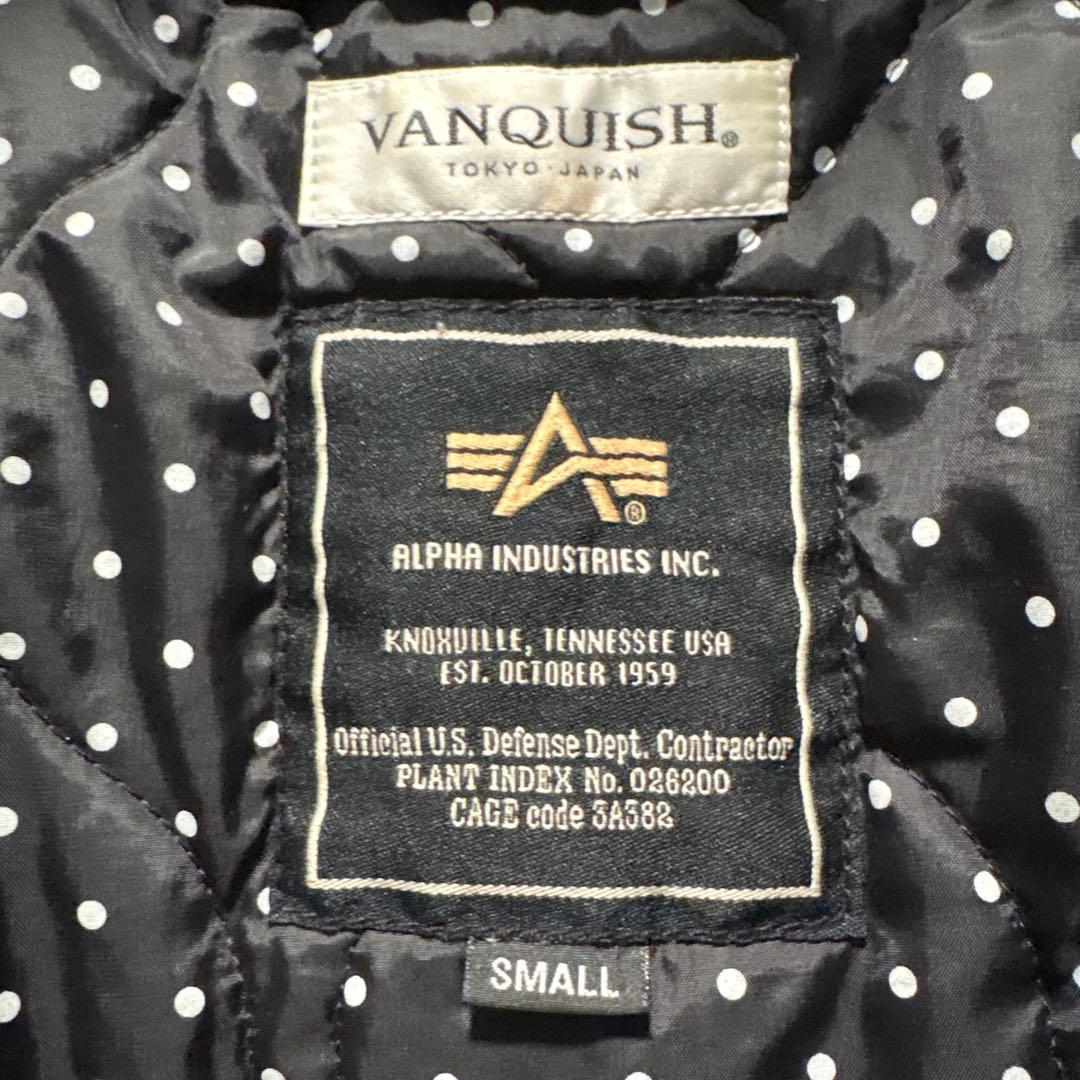 VANQUISH®
TOKYO · JAPAN
A®
ALPHA INDUSTRIES INC.
KNOXVILLE, TENNESSEE USA
EST. OCTOBER 1959
Official U.S. Defense Dept. Contractor
PLANT INDEX No. 026200
CAGE code 3A382
SMALL